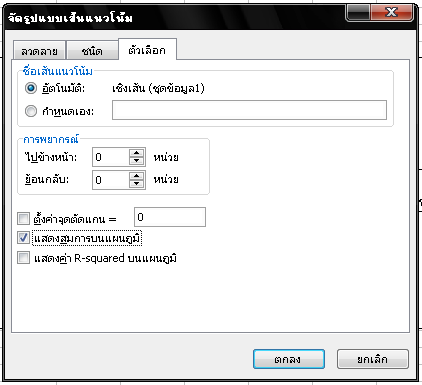 จัดรูปแบบเส้นแนวโน้ม
ลวดลาย ชนิด ตัวเลือก
ชื่อเส้นแนวโน้ม
อัตโนมัติ: เชิงเส้น (ชุดข้อมูล1)
กำหนดเอง:
การพยากรณ์
ไปข้างหน้า: 0 หน่วย
ย้อนกลับ: 0 หน่วย
ตั้งค่าจุดตัดแกน = 0
แสดงสมการบนแผนภูมิ
แสดงค่า R-squared บนแผนภูมิ
ตกลง ยกเลิก